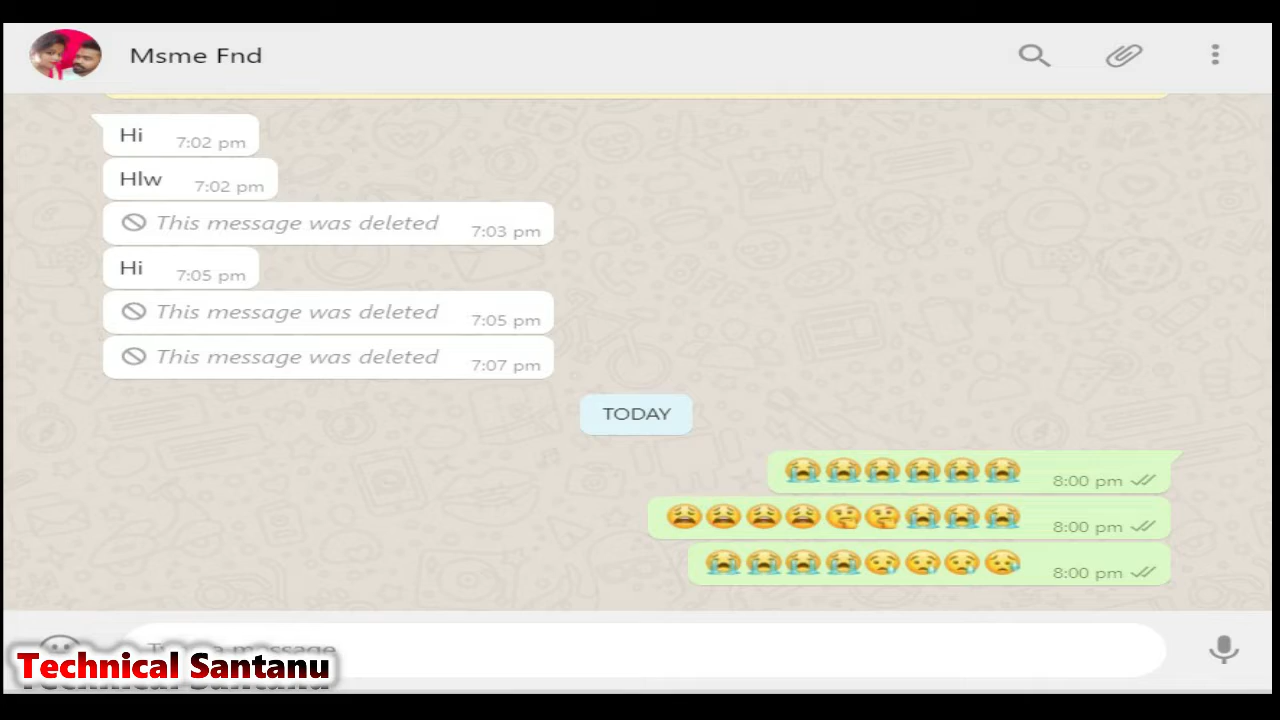 Msme Fnd
Hi 7:02 pm
Hlw 7:02 pm
This message was deleted 7:03 pm
Hi 7:05 pm
This message was deleted 7:05 pm
This message was deleted 7:07 pm
TODAY
😭😭😭😭😭😭 8:00 pm
😩😩😩😩🤔🤔😭😭😭 8:00 pm
😭😭😭😭😢😢😢😢 8:00 pm
a message
Technical Santanu